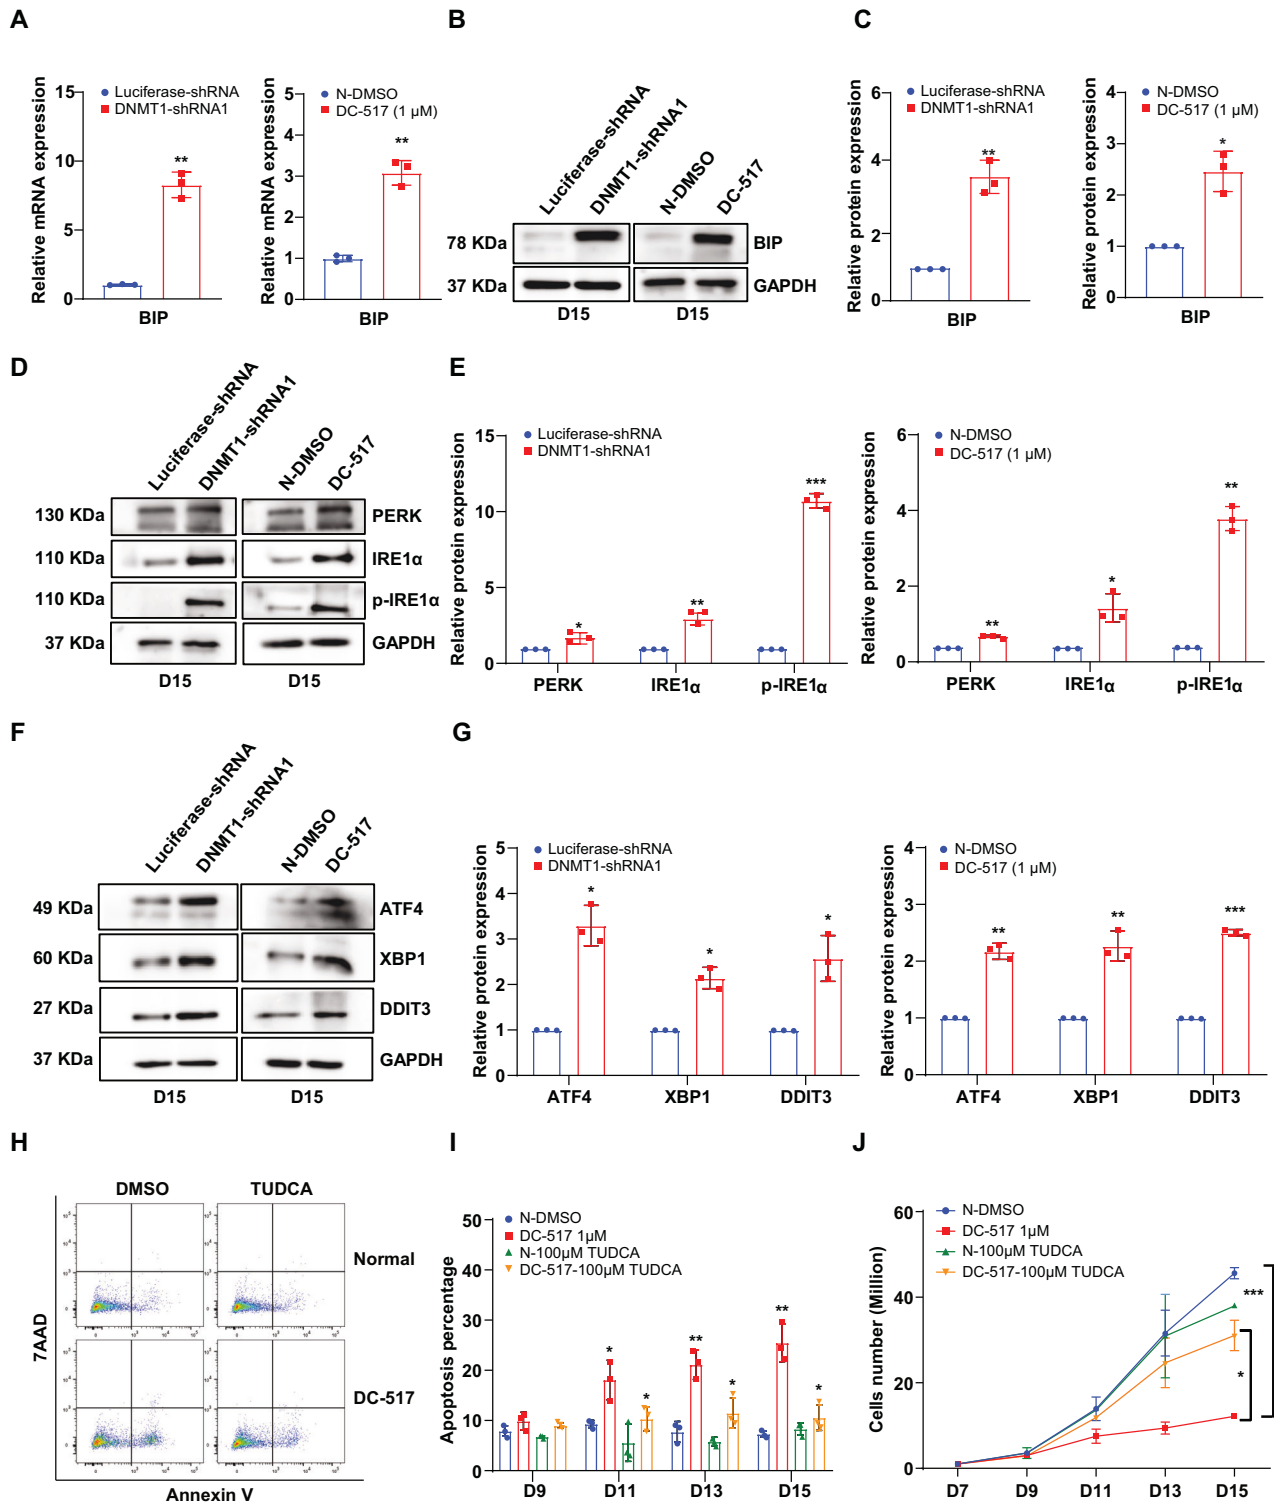 A
Relative mRNA expression
15
10
5
0
Luciferase-shRNA
DNMT1-shRNA1
**
BIP
Relative mRNA expression
5
4
3
2
1
0
N-DMSO
DC-517 (1 μM)
**
BIP
B
Luciferase-shRNA
DNMT1-shRNA1
N-DMSO
DC-517
78 KDa
BIP
37 KDa
GAPDH
D15
D15
C
Relative protein expression
6
4
2
0
Luciferase-shRNA
DNMT1-shRNA1
**
BIP
Relative protein expression
4
3
2
1
0
N-DMSO
DC-517 (1 μM)
*
BIP
D
Luciferase-shRNA
DNMT1-shRNA1
N-DMSO
DC-517
130 KDa
PERK
110 KDa
IRE1α
110 KDa
p-IRE1α
37 KDa
GAPDH
D15
D15
E
Relative protein expression
15
10
5
0
Luciferase-shRNA
DNMT1-shRNA1
*
**
***
PERK
IRE1α
p-IRE1α
Relative protein expression
6
4
2
0
N-DMSO
DC-517 (1 μM)
**
*
**
PERK
IRE1α
p-IRE1α
F
Luciferase-shRNA
DNMT1-shRNA1
N-DMSO
DC-517
49 KDa
ATF4
60 KDa
XBP1
27 KDa
DDIT3
37 KDa
GAPDH
D15
D15
G
Relative protein expression
5
4
3
2
1
0
Luciferase-shRNA
DNMT1-shRNA1
*
*
*
ATF4
XBP1
DDIT3
Relative protein expression
4
3
2
1
0
N-DMSO
DC-517 (1 μM)
**
**
***
ATF4
XBP1
DDIT3
H
DMSO
TUDCA
Normal
DC-517
7AAD
Annexin V
I
Apoptosis percentage
50
40
30
20
10
0
N-DMSO
DC-517 1μM
N-100μM TUDCA
DC-517-100μM TUDCA
*
*
**
*
**
*
D9
D11
D13
D15
J
Cells number (Million)
60
40
20
0
N-DMSO
DC-517 1μM
N-100μM TUDCA
DC-517-100μM TUDCA
***
*
D7
D9
D11
D13
D15